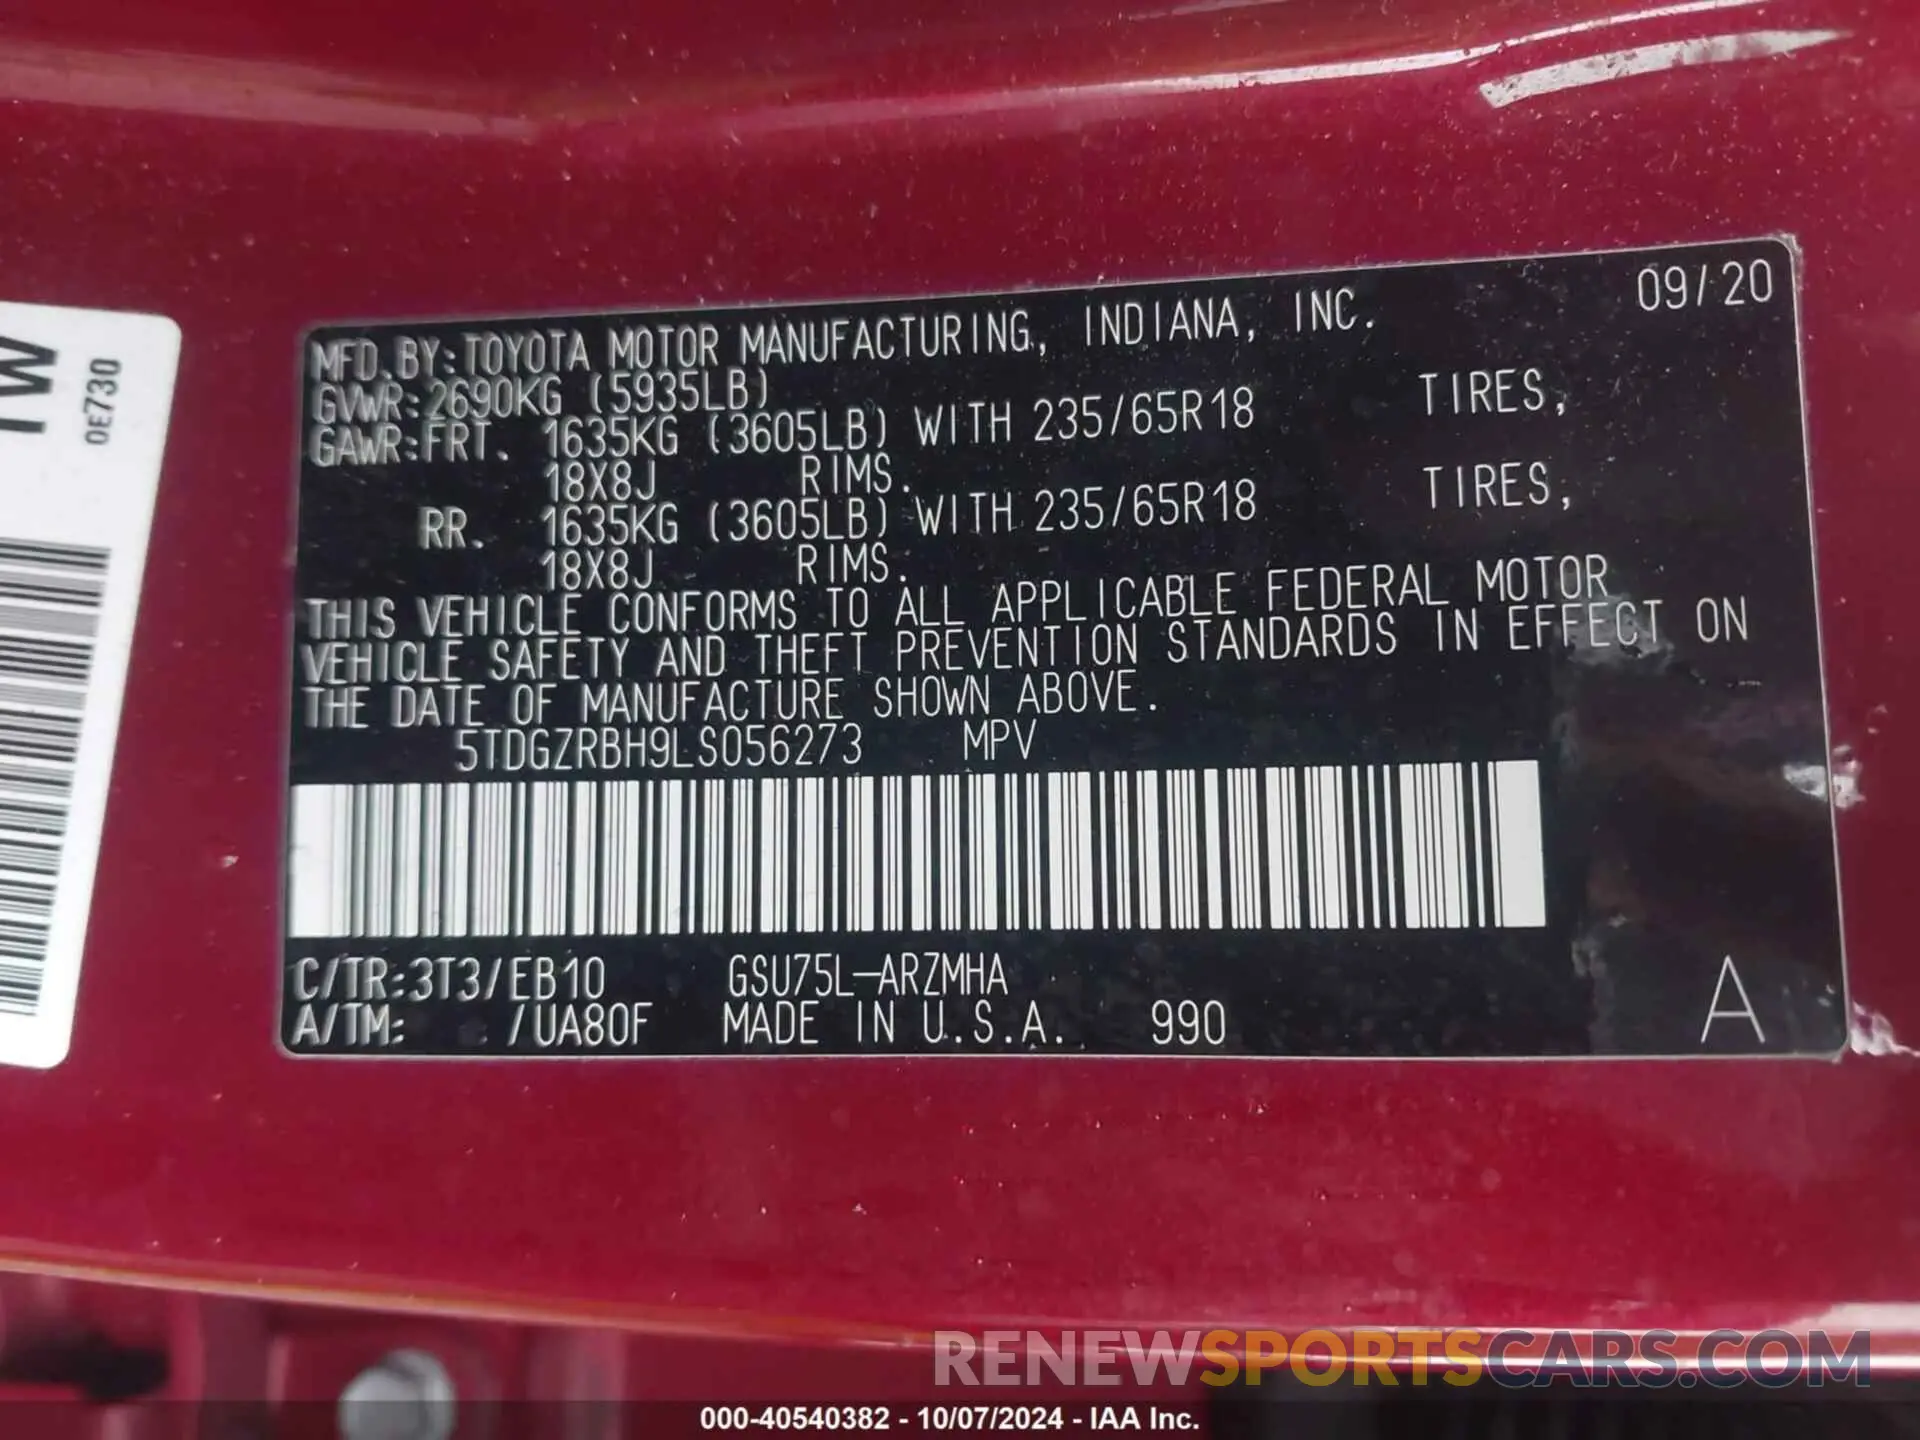 TW
0E730
09/20
MFD.BY:TOYOTA MOTOR MANUFACTURING, INDIANA, INC.
GVWR:2690KG (5935LB)
GAWR:FRT. 1635KG (3605LB) WITH 235/65R18 TIRES,
18X8J RIMS.
RR. 1635KG (3605LB) WITH 235/65R18 TIRES,
18X8J RIMS.
THIS VEHICLE CONFORMS TO ALL APPLICABLE FEDERAL MOTOR
VEHICLE SAFETY AND THEFT PREVENTION STANDARDS IN EFFECT ON
THE DATE OF MANUFACTURE SHOWN ABOVE.
5TDGZRBH9LS056273 MPV
C/TR:3T3/EB10 GSU75L-ARZMHA
A/TM: /UA80F MADE IN U.S.A. 990
A
RENEWSPORTSCARS.COM
000-40540382 - 10/07/2024 - IAA Inc.